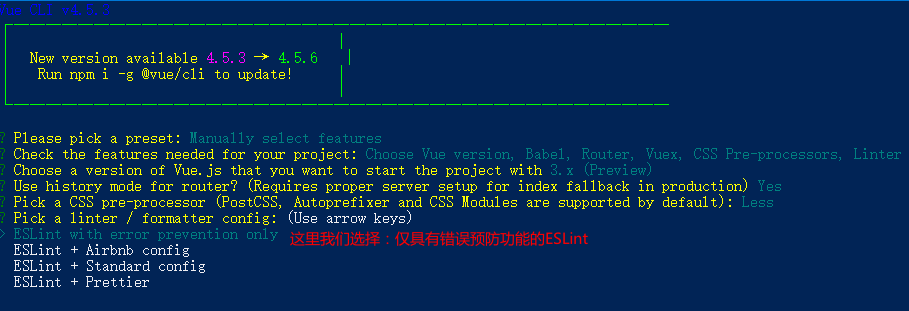 Vue CLI v4.5.3
New version available 4.5.3 → 4.5.6
Run npm i -g @vue/cli to update!
? Please pick a preset: Manually select features
? Check the features needed for your project: Choose Vue version, Babel, Router, Vuex, CSS Pre-processors, Linter
? Choose a version of Vue.js that you want to start the project with 3.x (Preview)
? Use history mode for router? (Requires proper server setup for index fallback in production) Yes
? Pick a CSS pre-processor (PostCSS, Autoprefixer and CSS Modules are supported by default): Less
? Pick a linter / formatter config: (Use arrow keys)
> ESLint with error prevention only 这里我们选择：仅具有错误预防功能的ESLint
ESLint + Airbnb config
ESLint + Standard config
ESLint + Prettier